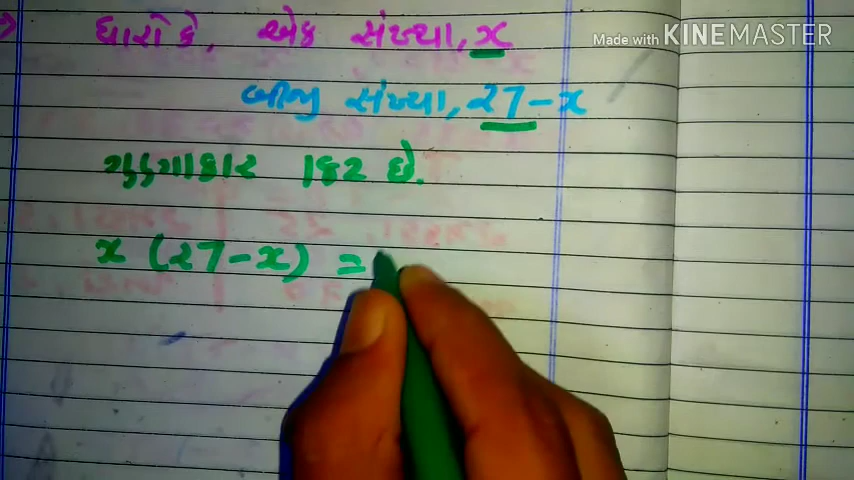 ધારો કે, એક સંખ્યા, x
Made with KINEMASTER
બીજી સંખ્યા, 27 - x
ગુણાકાર 182 છે.
x (27 - x) =